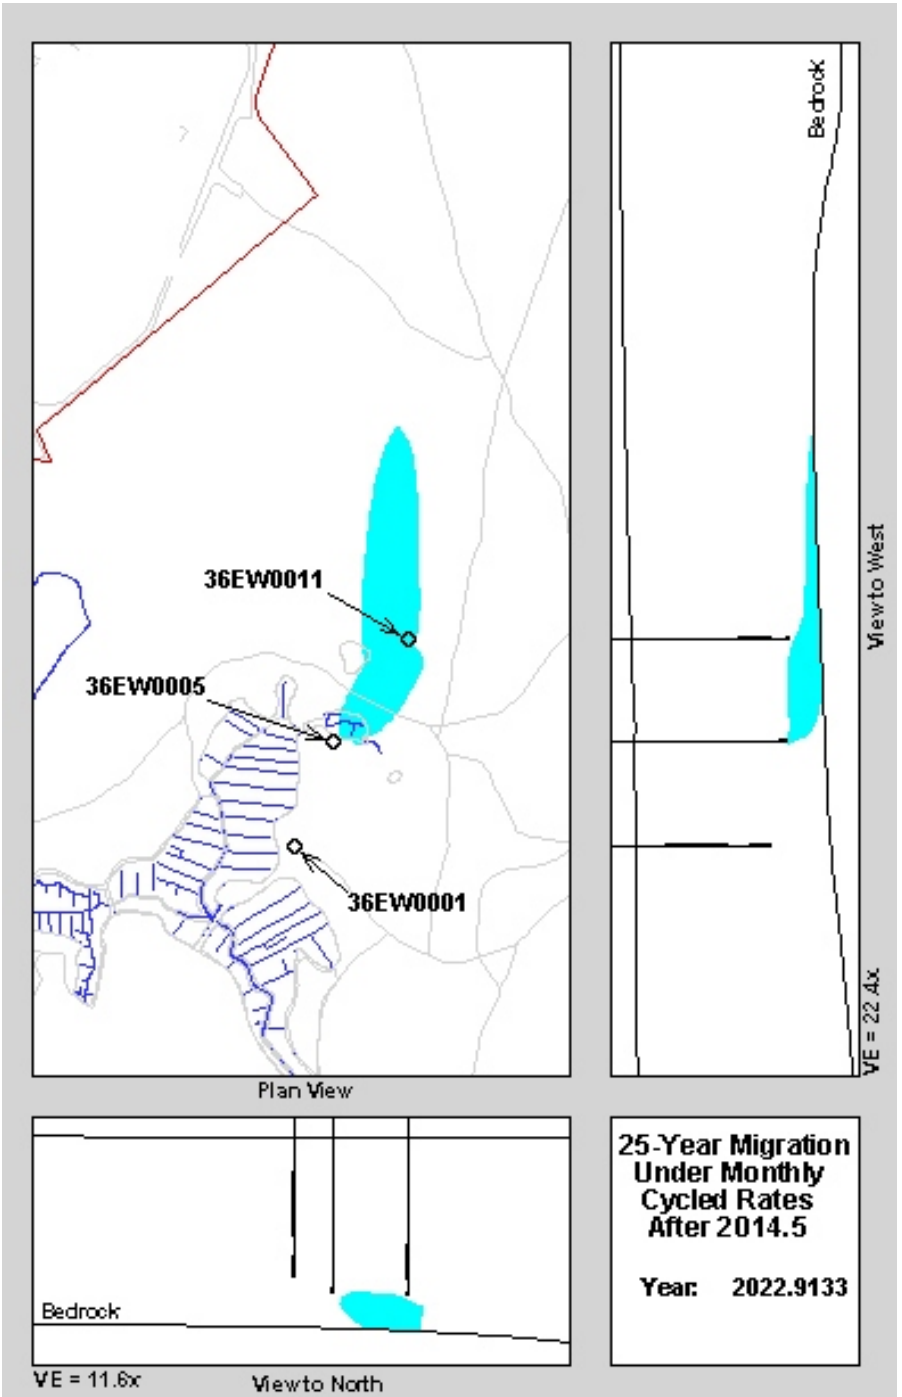 Bedrock
36EW0011
36EW0005
36EW0001
View to West
VE = 22.4x
Plan View
Bedrock
VE = 11.6x
View to North
25-Year Migration
Under Monthly
Cycled Rates
After 2014.5
Year: 2022.9133